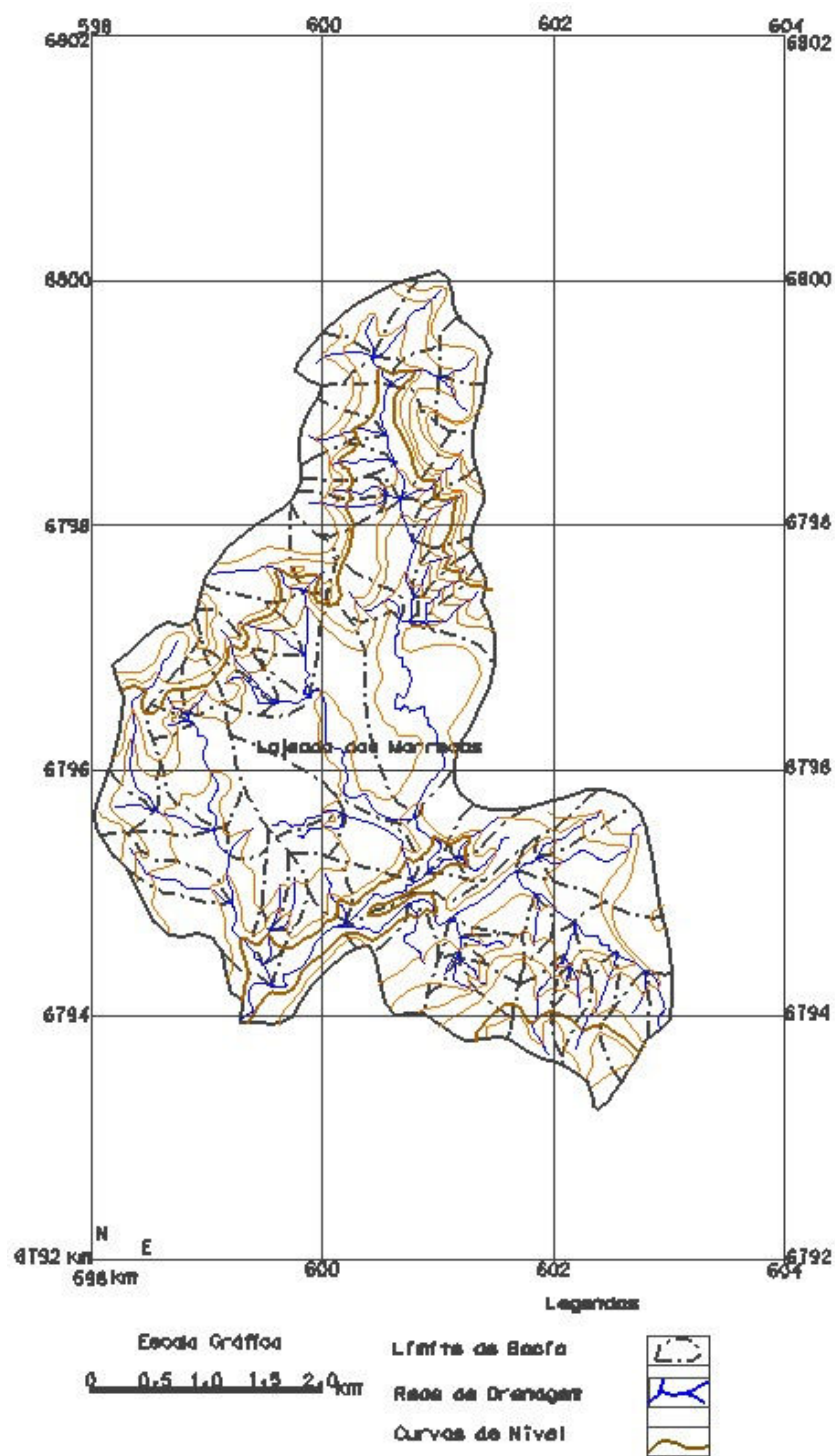 598 600 602 604
6802 6802
6800 6800
6798 6798
Lajeado das Marrecas
6796 6796
6794 6794
N
E
6792 Km 6792
598 Km 600 602 604
Legendas
Escala Gráfica
0 0.5 1.0 1.5 2.0 Km
Limite de Bacia
Rede de Drenagem
Curvas de Nível